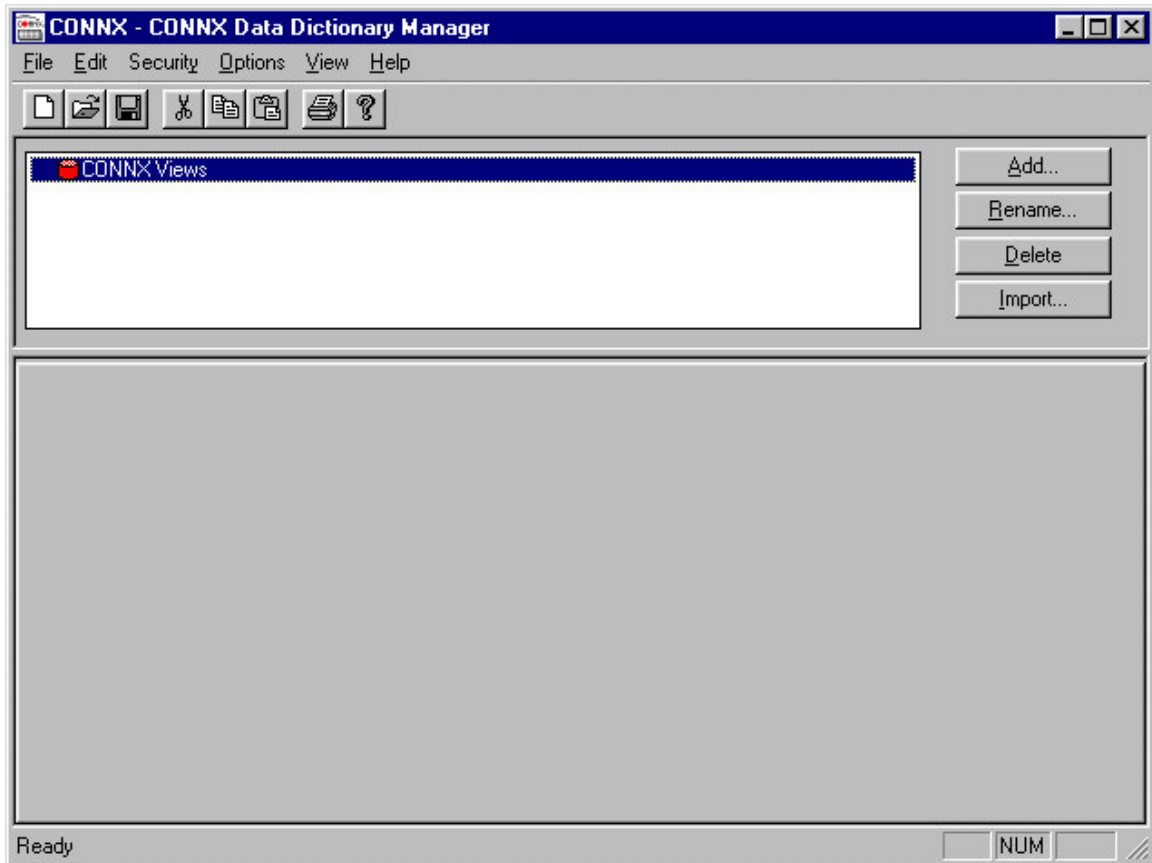 CONNX - CONNX Data Dictionary Manager
File Edit Security Options View Help
CONNX Views
Add...
Rename...
Delete
Import...
Ready
NUM